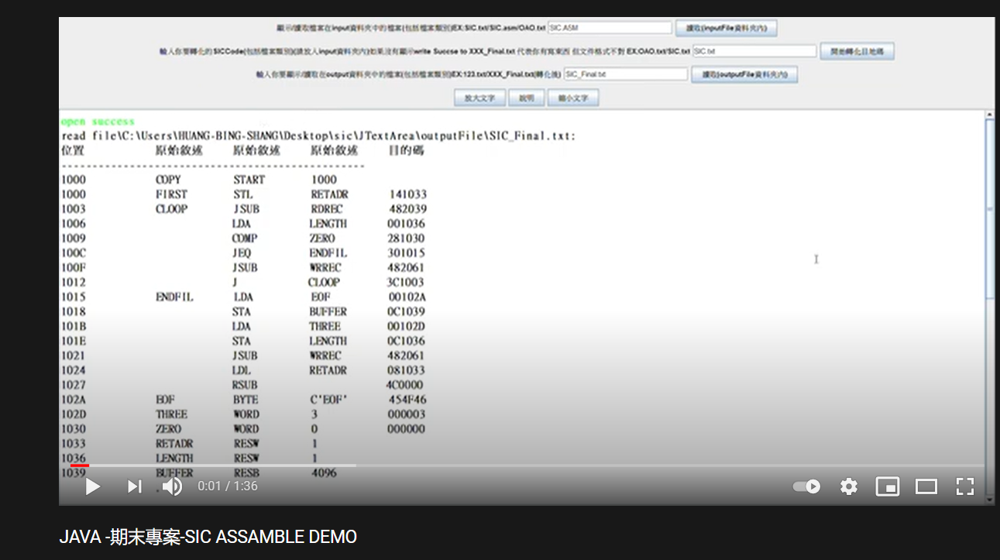 顯示/讀取檔案在input資料夾中的檔案(包括檔案類別)EX:SIC.txt/SIC.asm/OAO.txt SIC.ASM 讀取(inputFile資料夾內)
輸入你要轉化的SICCode(包括檔案類別)(請放入input資料夾內)如果沒有顯示write Sucese to XXX_Final.txt 代表你有寫東西 但文件格式不對 EX:OAO.txt/SIC.txt SIC.txt 開始轉化目地碼
輸入你要顯示/讀取在output資料夾中的檔案(包括檔案類別)EX:123.txt/XXX_Final.txt(轉化後) SIC_Final.txt 讀取(outputFile資料夾內)
放大文字 說明 縮小文字
open success
read file\C:\Users\HUANG-BING-SHANG\Desktop\sic\JTextArea\outputFile\SIC_Final.txt:
位置 原始敘述 原始敘述 原始敘述 目的碼
----------------------------------------
1000 COPY START 1000
1000 FIRST STL RETADR 141033
1003 CLOOP JSUB RDREC 482039
1006 LDA LENGTH 001036
1009 COMP ZERO 281030
100C JEQ ENDFIL 301015
100F JSUB WRREC 482061
1012 J CLOOP 3C1003
1015 ENDFIL LDA EOF 00102A
1018 STA BUFFER 0C1039
101B LDA THREE 00102D
101E STA LENGTH 0C1036
1021 JSUB WRREC 482061
1024 LDL RETADR 081033
1027 RSUB 4C0000
102A EOF BYTE C'EOF' 454F46
102D THREE WORD 3 000003
1030 ZERO WORD 0 000000
1033 RETADR RESW 1
1036 LENGTH RESW 1
1039 BUFFER RESB 4096
0:01 / 1:36
JAVA -期末專案-SIC ASSAMBLE DEMO